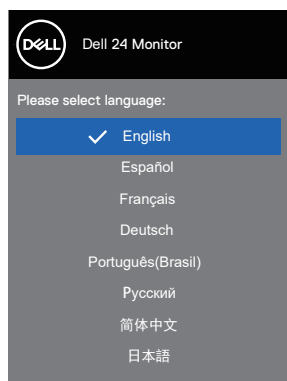 DELL
Dell 24 Monitor
Please select language:
English
Español
Français
Deutsch
Português(Brasil)
Русский
简体中文
日本語